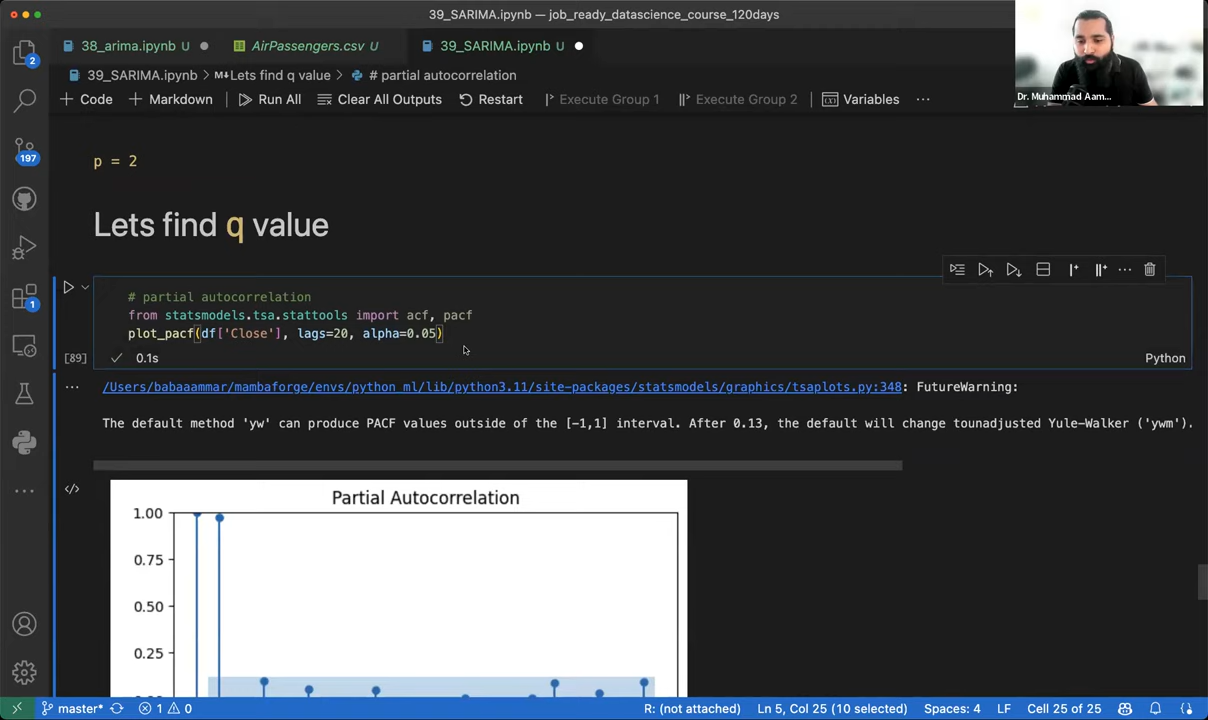 39_SARIMA.ipynb — job_ready_datascience_course_120days
38_arima.ipynb U
AirPassengers.csv U
39_SARIMA.ipynb U
39_SARIMA.ipynb > M↓Lets find q value > # partial autocorrelation
+ Code + Markdown Run All Clear All Outputs Restart Execute Group 1 Execute Group 2 Variables ...
Dr. Muhammad Aam...
2
197
1
p = 2
Lets find q value
# partial autocorrelation
from statsmodels.tsa.stattools import acf, pacf
plot_pacf(df['Close'], lags=20, alpha=0.05)
[89] 0.1s Python
/Users/babaaammar/mambaforge/envs/python_ml/lib/python3.11/site-packages/statsmodels/graphics/tsaplots.py:348: FutureWarning:
The default method 'yw' can produce PACF values outside of the [-1,1] interval. After 0.13, the default will change tounadjusted Yule-Walker ('ywm').
Partial Autocorrelation
1.00
0.75
0.50
0.25
master* 1 0 R: (not attached) Ln 5, Col 25 (10 selected) Spaces: 4 LF Cell 25 of 25